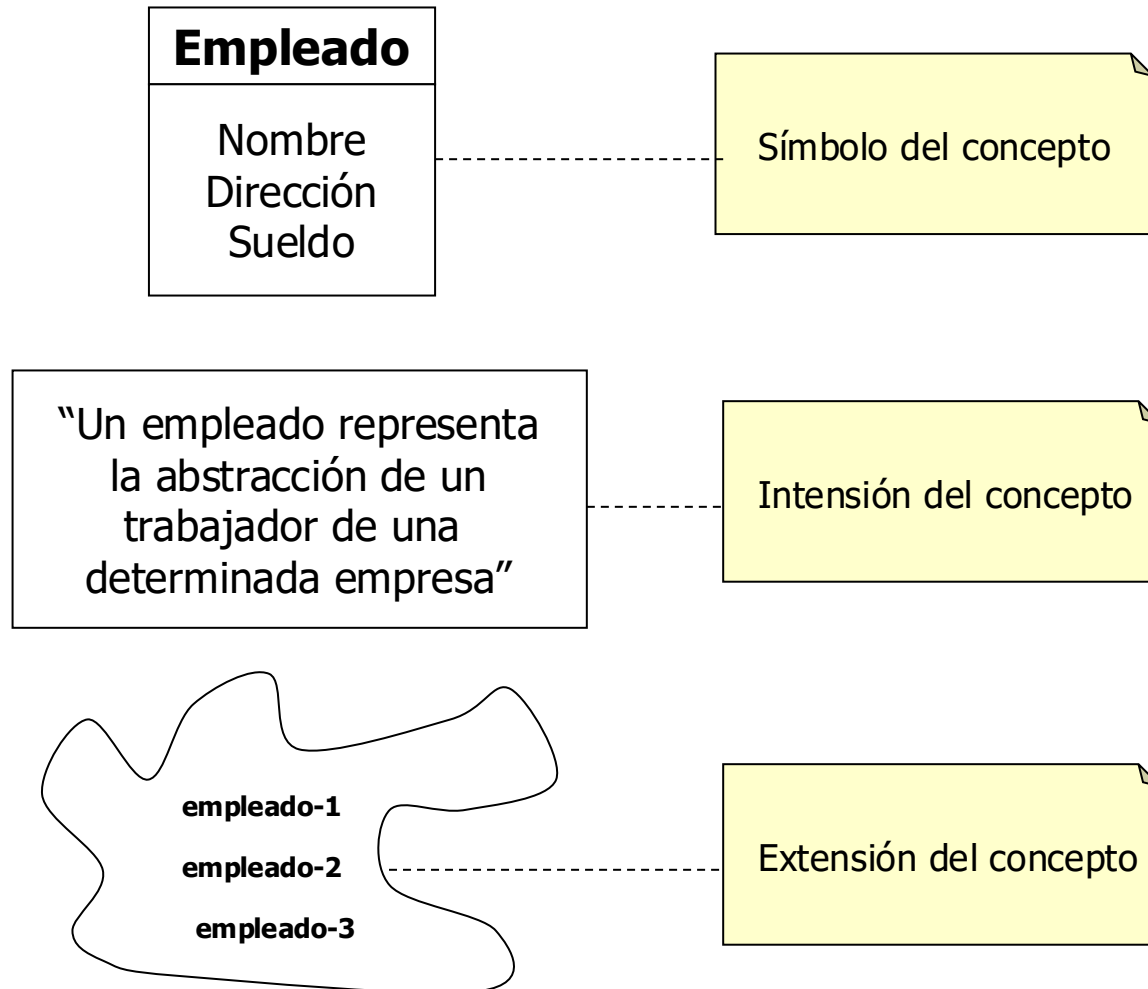 Empleado
Nombre
Dirección
Sueldo
Símbolo del concepto
“Un empleado representa
la abstracción de un
trabajador de una
determinada empresa”
Intensión del concepto
empleado-1
empleado-2
empleado-3
Extensión del concepto